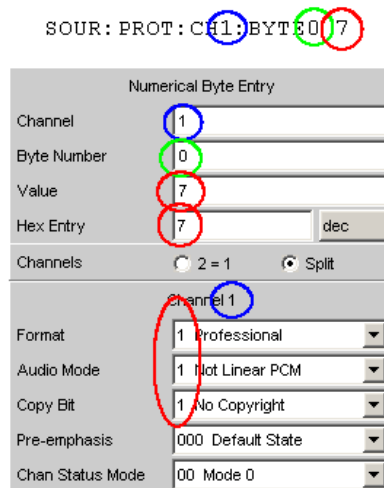 SOUR:PROT:CH1:BYTE0 7
Numerical Byte Entry
Channel 1
Byte Number 0
Value 7
Hex Entry 7 dec
Channels 2 = 1 Split
Channel 1
Format 1 Professional
Audio Mode 1 Not Linear PCM
Copy Bit 1 No Copyright
Pre-emphasis 000 Default State
Chan Status Mode 00 Mode 0